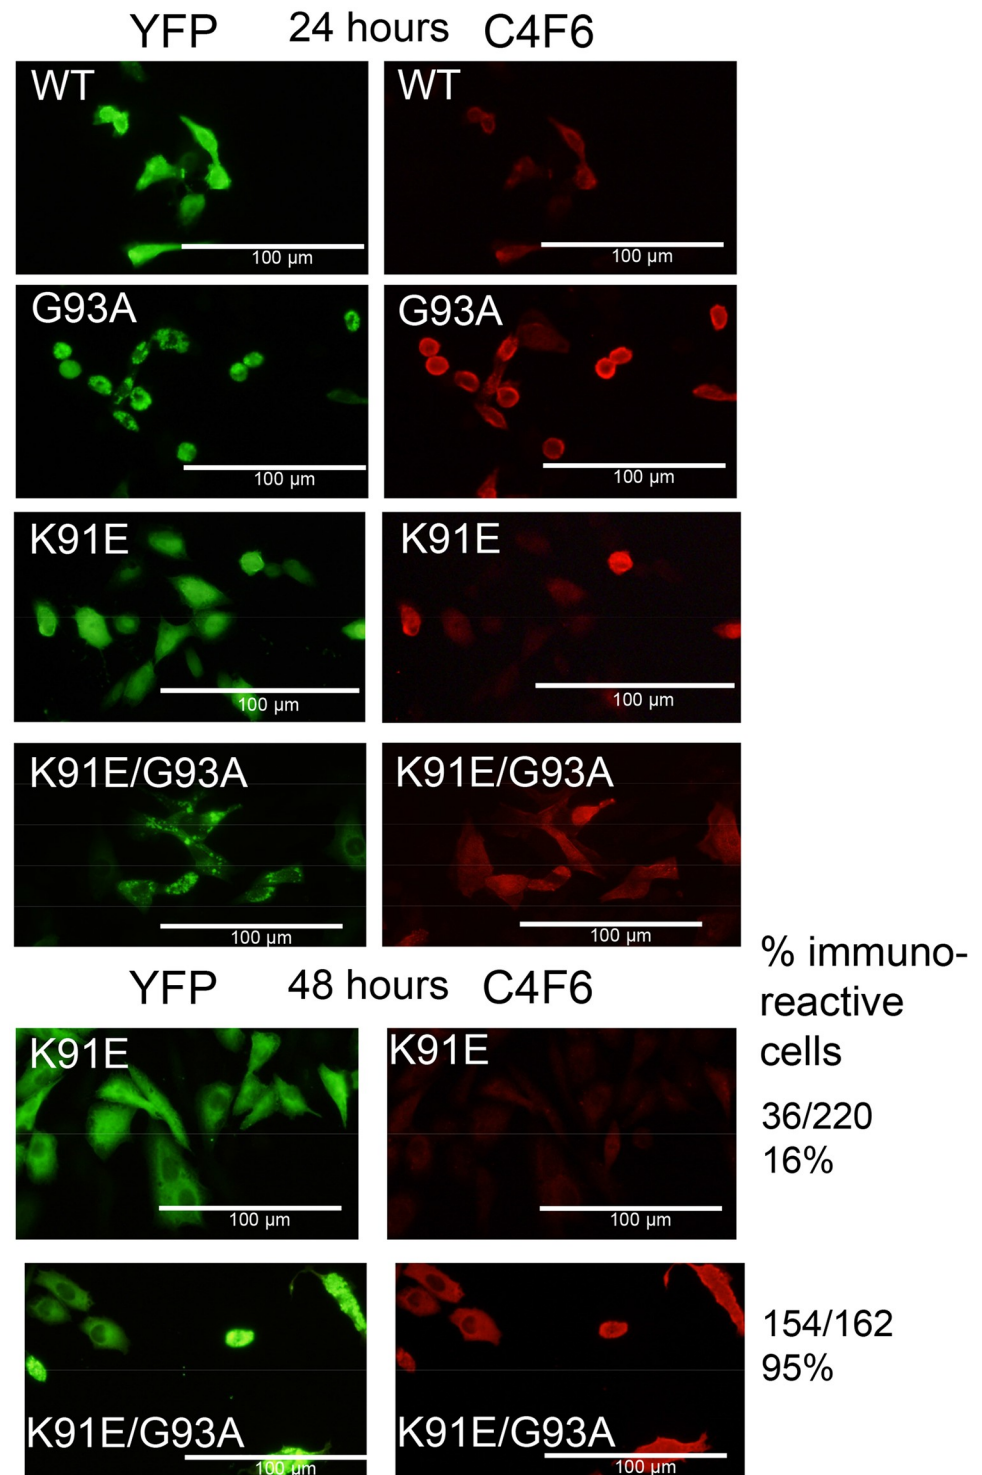 YFP 24 hours C4F6
WT WT
100 µm 100 µm
G93A G93A
100 µm 100 µm
K91E K91E
100 µm 100 µm
K91E/G93A K91E/G93A
100 µm 100 µm
% immuno-
reactive
cells
YFP 48 hours C4F6
K91E K91E
36/220
16%
100 µm 100 µm
154/162
95%
K91E/G93A K91E/G93A
100 µm 100 µm